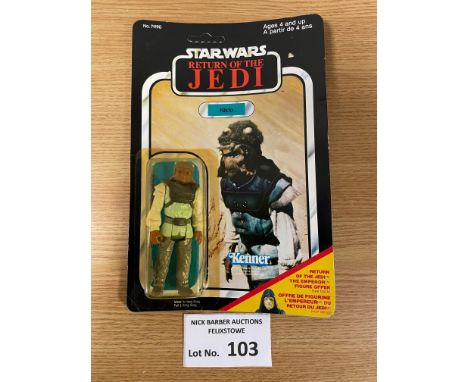 No. 71190
Ages 4 and up
A partir de 4 ans
STAR WARS
RETURN OF THE
JEDI
Nikto
Kenner
RETURN
OF THE JEDI
THE EMPEROR
FIGURE OFFER
OFFRE DE FIGURINE
L'EMPEREUR DU
RETOUR DU JEDI
NICK BARBER AUCTIONS
FELIXSTOWE
Lot No. 103